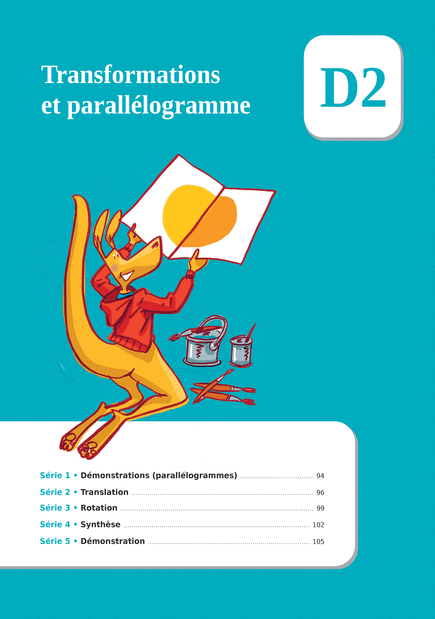 Transformations
et parallélogramme
D2
Série 1 • Démonstrations (parallélogrammes) 94
Série 2 • Translation 96
Série 3 • Rotation 99
Série 4 • Synthèse 102
Série 5 • Démonstration 105